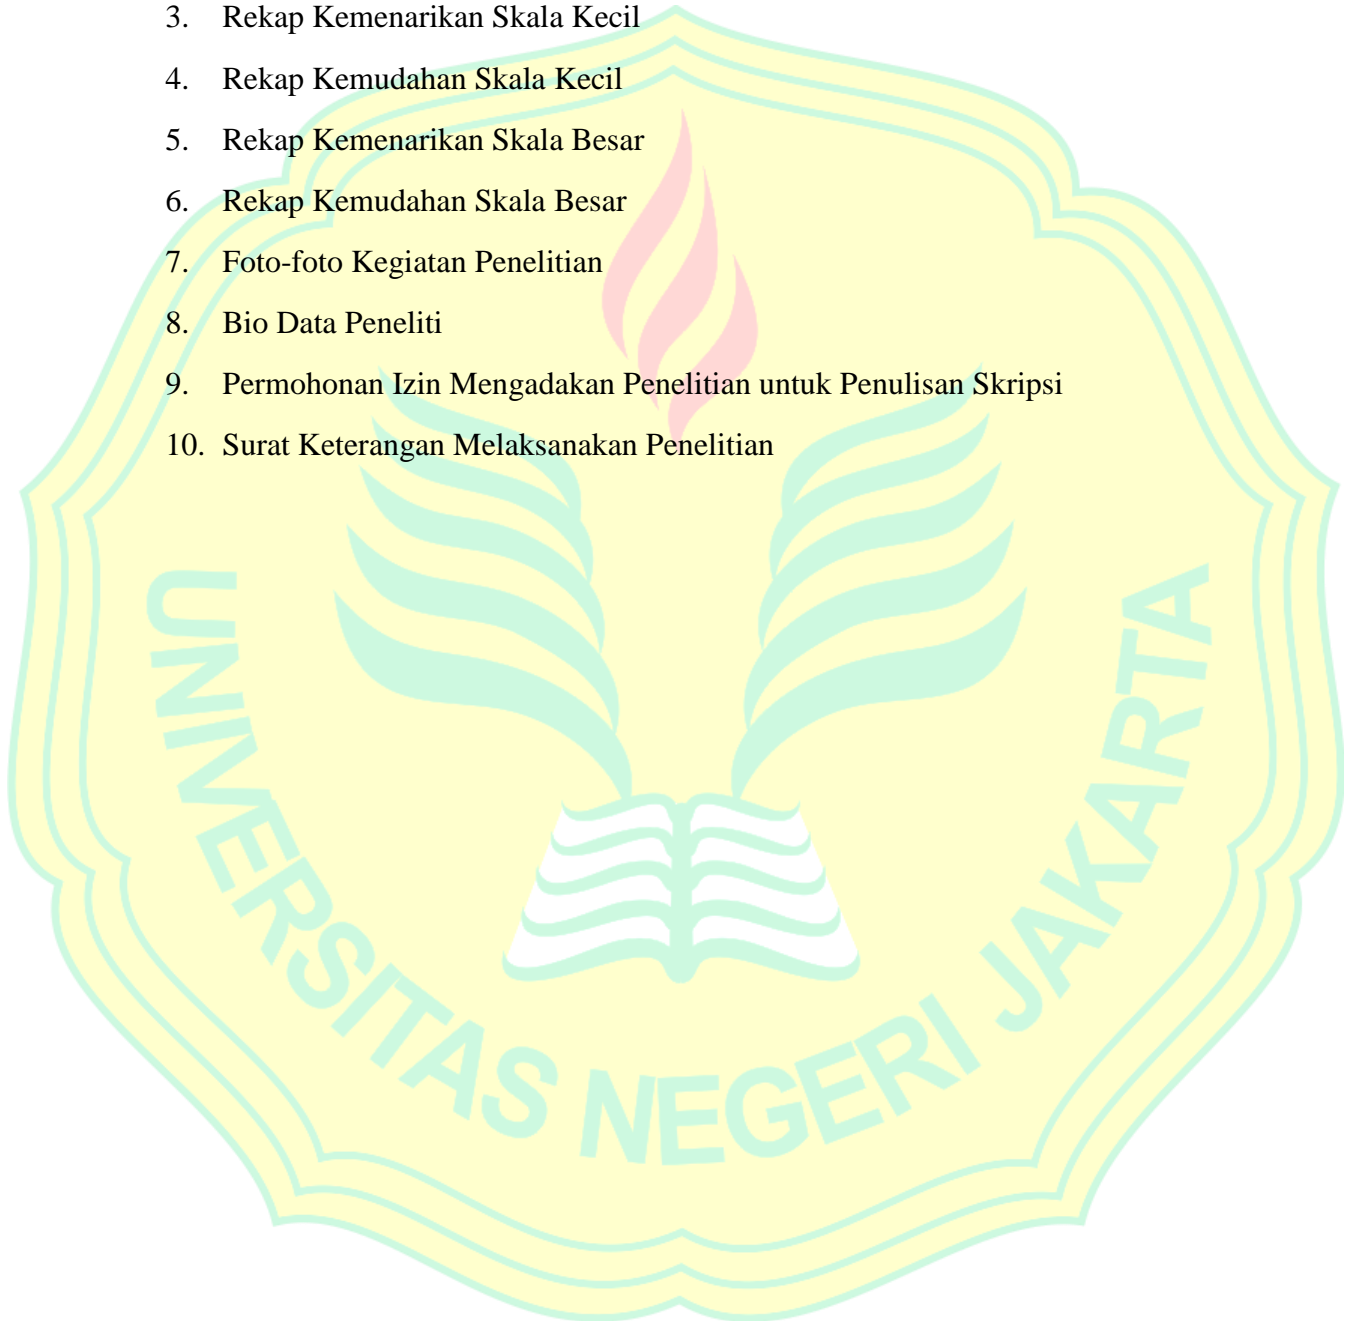 3. Rekap Kemenarikan Skala Kecil
4. Rekap Kemudahan Skala Kecil
5. Rekap Kemenarikan Skala Besar
6. Rekap Kemudahan Skala Besar
7. Foto-foto Kegiatan Penelitian
8. Bio Data Peneliti
9. Permohonan Izin Mengadakan Penelitian untuk Penulisan Skripsi
10. Surat Keterangan Melaksanakan Penelitian
UNIVERSITAS NEGERI JAKARTA